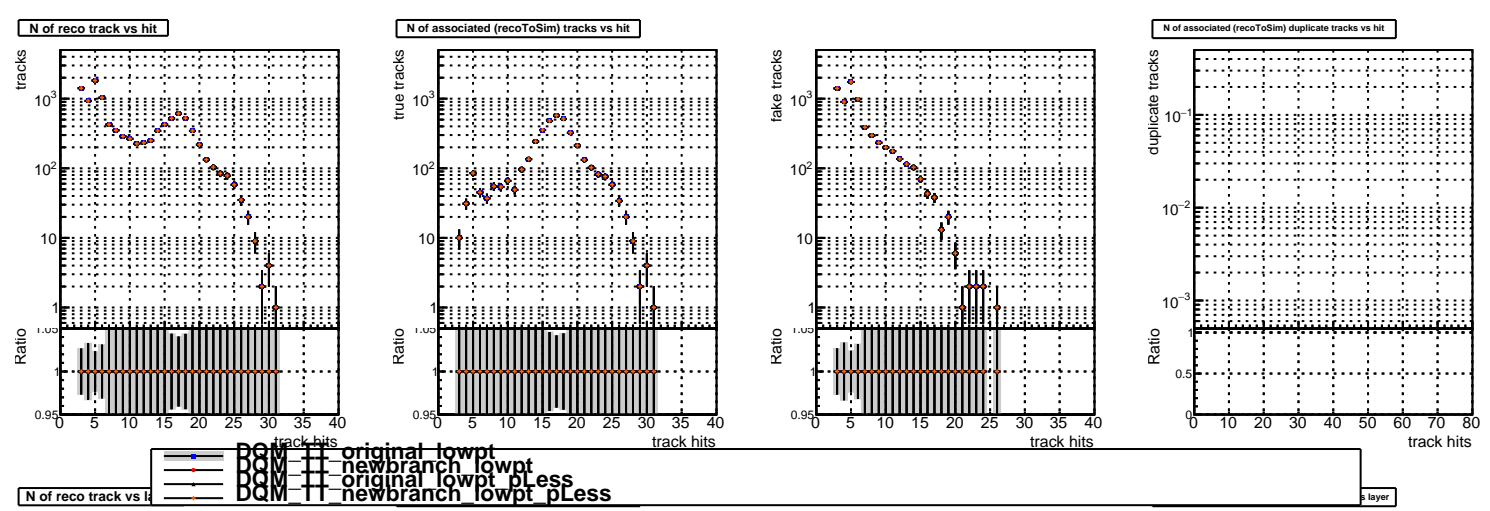 N of reco track vs hit
N of associated (recoToSim) tracks vs hit
N of associated (recoToSim) duplicate tracks vs hit
tracks
10³
10²
10
1
true tracks
10³
10²
10
1
fake tracks
10³
10²
10
1
duplicate tracks
10⁻¹
10⁻²
10⁻³
Ratio
1.05
1
0.95
Ratio
1.05
1
0.95
Ratio
1.05
1
0.95
Ratio
1
0.5
0
0 5 10 15 20 25 30 35 40
0 5 10 15 20 25 30 35 40
0 5 10 15 20 25 30 35 40
0 10 20 30 40 50 60 70 80
track hits
track hits
track hits
track hits
DQM_TT_original_lowpt
DQM_TT_newbranch_lowpt
DQM_TT_original_lowpt_pLess
DQM_TT_newbranch_lowpt_pLess
N of reco track vs
layer